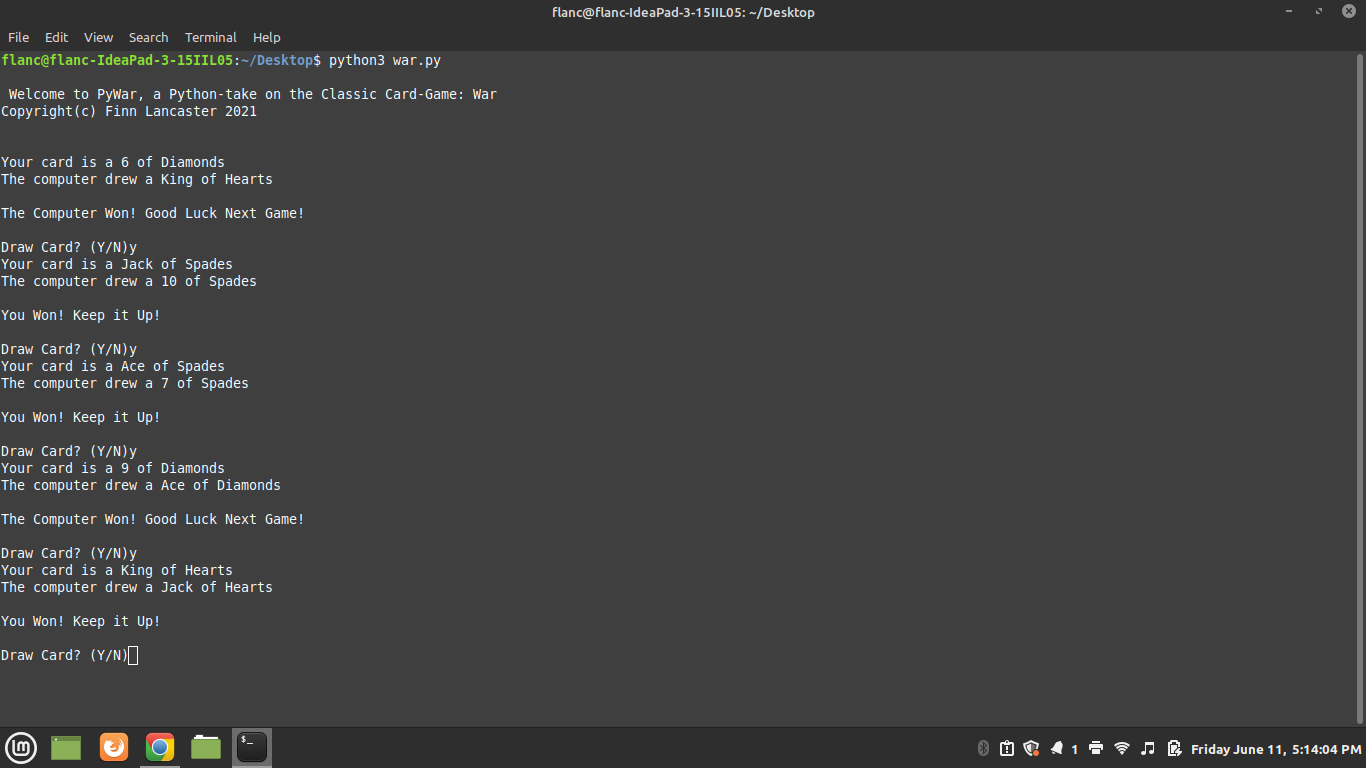 flanc@flanc-IdeaPad-3-15IIL05: ~/Desktop
File Edit View Search Terminal Help
flanc@flanc-IdeaPad-3-15IIL05:~/Desktop$ python3 war.py
Welcome to PyWar, a Python-take on the Classic Card-Game: War
Copyright(c) Finn Lancaster 2021
Your card is a 6 of Diamonds
The computer drew a King of Hearts
The Computer Won! Good Luck Next Game!
Draw Card? (Y/N)y
Your card is a Jack of Spades
The computer drew a 10 of Spades
You Won! Keep it Up!
Draw Card? (Y/N)y
Your card is a Ace of Spades
The computer drew a 7 of Spades
You Won! Keep it Up!
Draw Card? (Y/N)y
Your card is a 9 of Diamonds
The computer drew a Ace of Diamonds
The Computer Won! Good Luck Next Game!
Draw Card? (Y/N)y
Your card is a King of Hearts
The computer drew a Jack of Hearts
You Won! Keep it Up!
Draw Card? (Y/N)
$_
1
Friday June 11, 5:14:04 PM